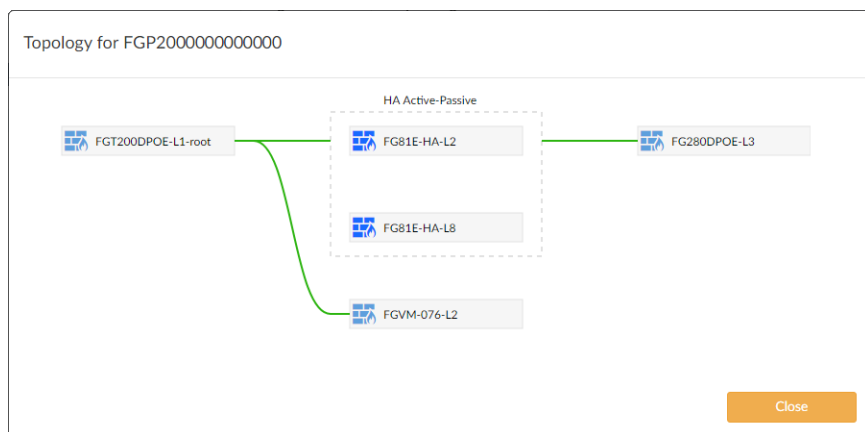 Topology for FGP2000000000000
HA Active-Passive
FGT200DPOE-L1-root
FG81E-HA-L2
FG280DPOE-L3
FG81E-HA-L8
FGVM-076-L2
Close